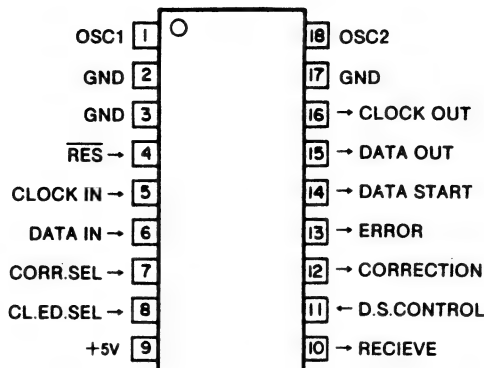 OSC1 1 18 OSC2
GND 2 17 GND
GND 3 16 → CLOCK OUT
RES → 4 15 → DATA OUT
CLOCK IN → 5 14 → DATA START
DATA IN → 6 13 → ERROR
CORR.SEL → 7 12 → CORRECTION
CL.ED.SEL → 8 11 ← D.S.CONTROL
+5V 9 10 → RECIEVE